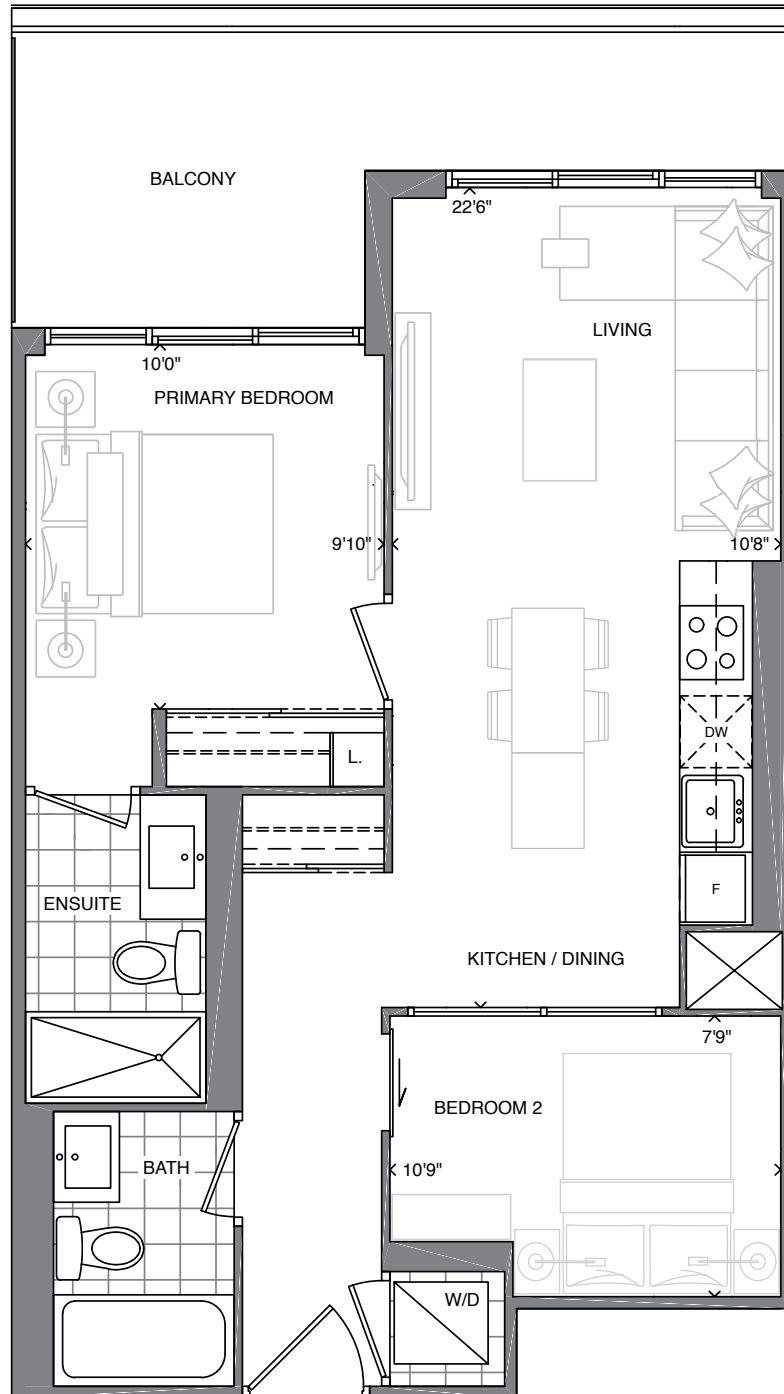 BALCONY
22'6"
LIVING
10'0"
PRIMARY BEDROOM
9'10"
10'8"
DW
L.
F
ENSUITE
KITCHEN / DINING
7'9"
BEDROOM 2
BATH
10'9"
W/D